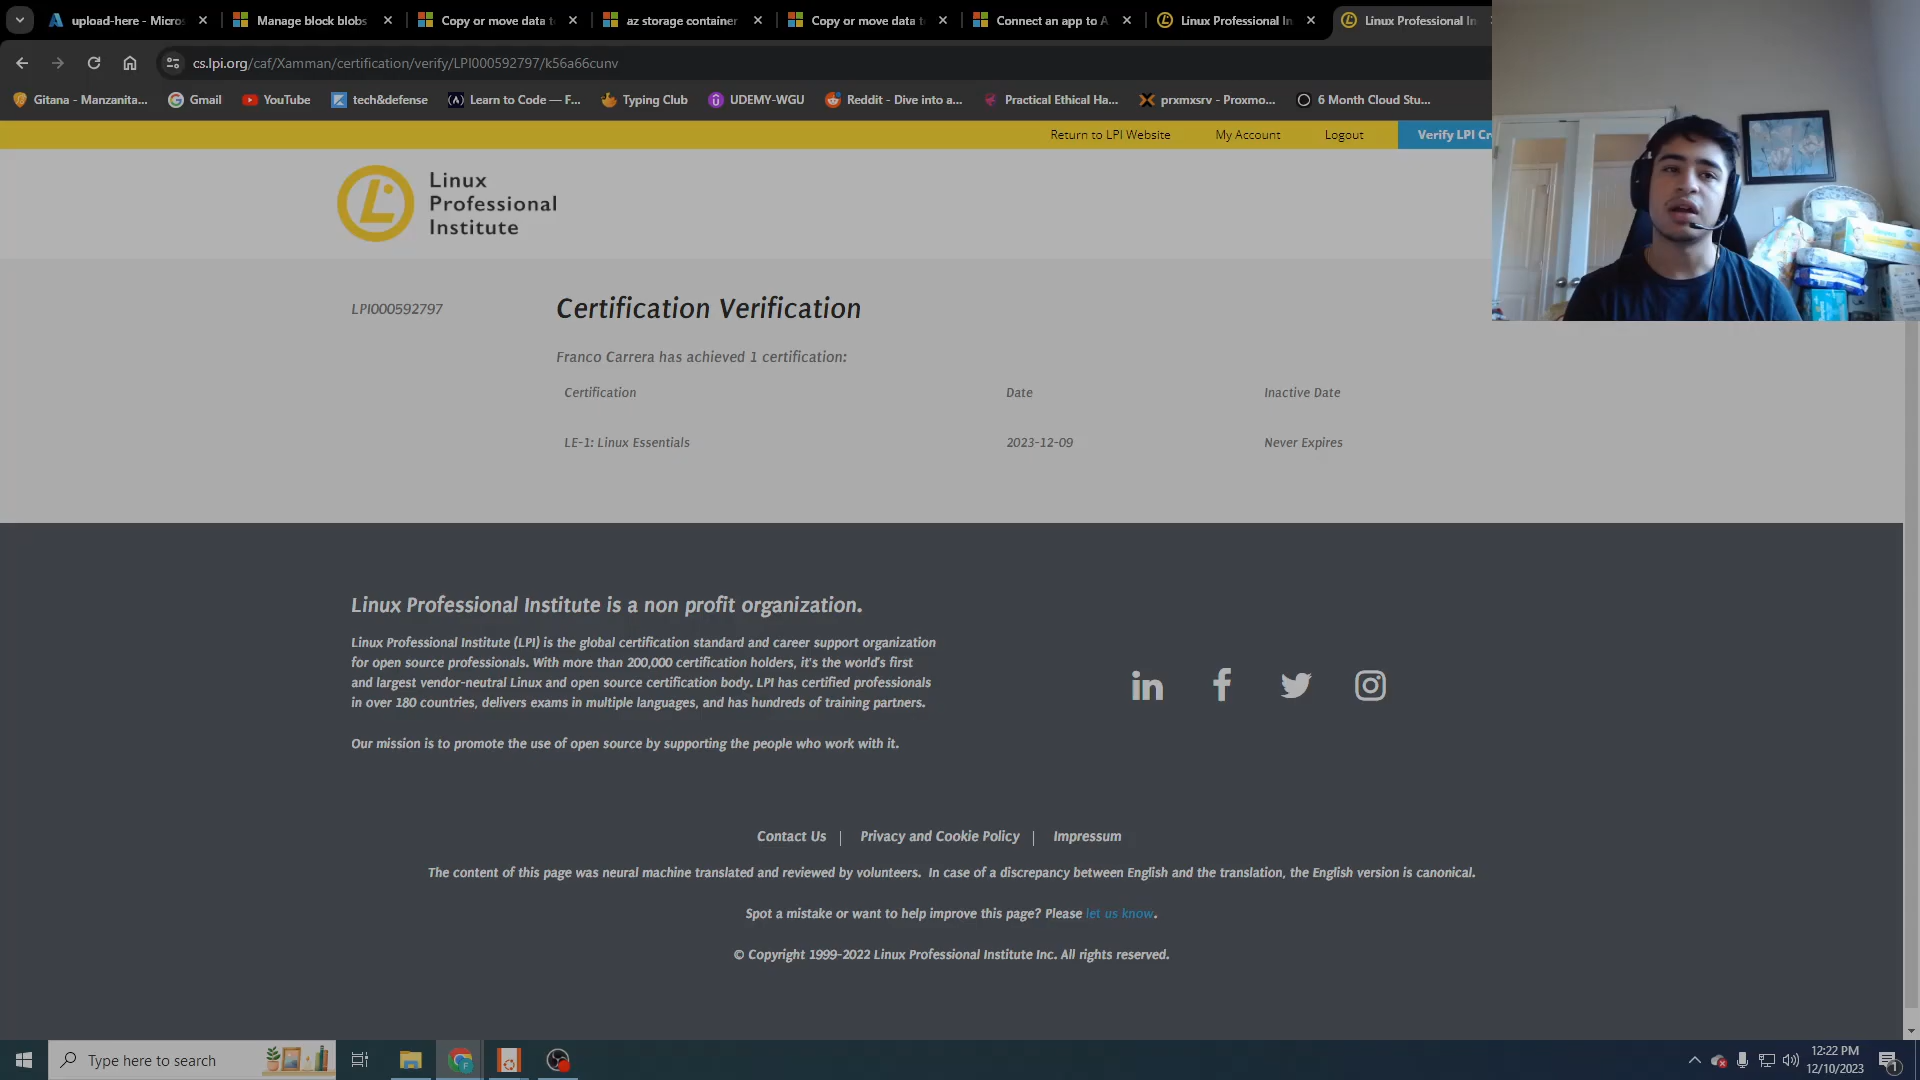 upload-here - Micros
Manage block blobs
Copy or move data t
az storage container
Copy or move data t
Connect an app to A
Linux Professional In
Linux Professional In
cs.lpi.org/caf/Xamman/certification/verify/LPI000592797/k56a66cunv
Gitana - Manzanita...
Gmail
YouTube
tech&defense
Learn to Code — F...
Typing Club
UDEMY-WGU
Reddit - Dive into a...
Practical Ethical Ha...
prxmxsrv - Proxmo...
6 Month Cloud Stu...
Return to LPI Website
My Account
Logout
Verify LPI Cr
Linux
Professional
Institute
LPI000592797
Certification Verification
Franco Carrera has achieved 1 certification:
Certification Date Inactive Date
LE-1: Linux Essentials 2023-12-09 Never Expires
Linux Professional Institute is a non profit organization.
Linux Professional Institute (LPI) is the global certification standard and career support organization
for open source professionals. With more than 200,000 certification holders, it's the world's first
and largest vendor-neutral Linux and open source certification body. LPI has certified professionals
in over 180 countries, delivers exams in multiple languages, and has hundreds of training partners.
Our mission is to promote the use of open source by supporting the people who work with it.
Contact Us | Privacy and Cookie Policy | Impressum
The content of this page was neural machine translated and reviewed by volunteers. In case of a discrepancy between English and the translation, the English version is canonical.
Spot a mistake or want to help improve this page? Please let us know.
© Copyright 1999-2022 Linux Professional Institute Inc. All rights reserved.
Type here to search
12:22 PM
12/10/2023
1